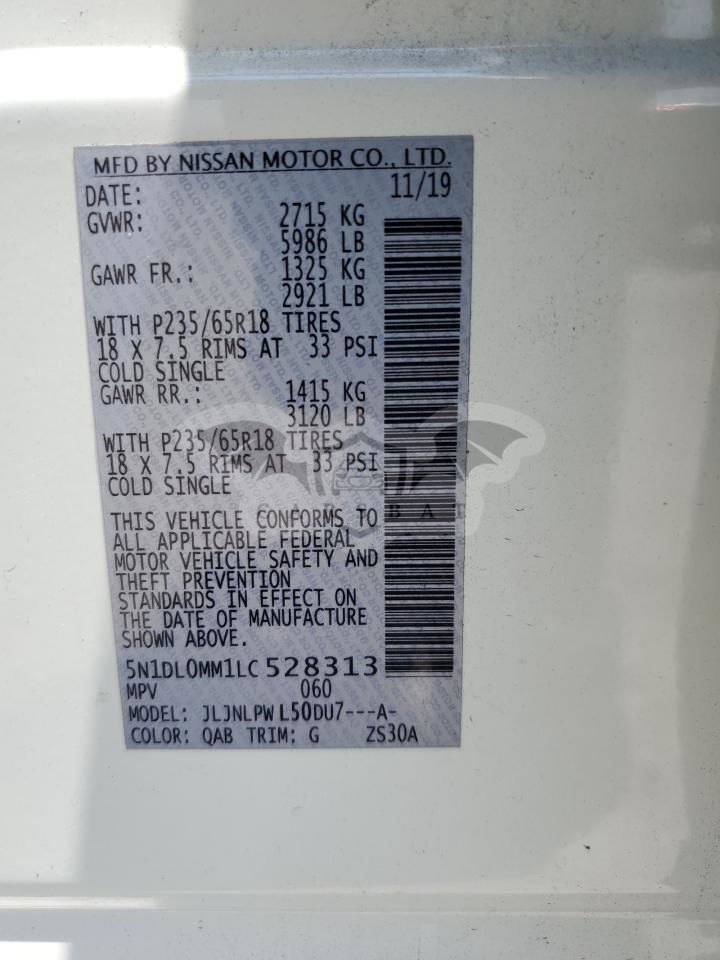 MFD BY NISSAN MOTOR CO., LTD.
DATE: 11/19
GVWR: 2715 KG
5986 LB
GAWR FR.: 1325 KG
2921 LB
WITH P235/65R18 TIRES
18 X 7.5 RIMS AT 33 PSI
COLD SINGLE
GAWR RR.: 1415 KG
3120 LB
WITH P235/65R18 TIRES
18 X 7.5 RIMS AT 33 PSI
COLD SINGLE
THIS VEHICLE CONFORMS TO
ALL APPLICABLE FEDERAL
MOTOR VEHICLE SAFETY AND
THEFT PREVENTION
STANDARDS IN EFFECT ON
THE DATE OF MANUFACTURE
SHOWN ABOVE.
5N1DL0MM1LC528313
MPV 060
MODEL: JLJNLPWL50DU7---A-
COLOR: QAB TRIM: G ZS30A